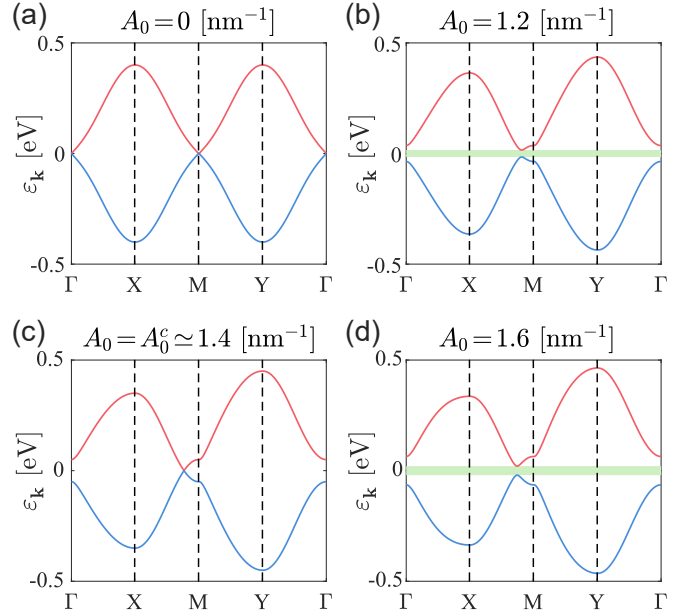 (a)
A₀ = 0 [nm⁻¹]
0.5
0
-0.5
ε𝐤 [eV]
Γ X M Y Γ
(b)
A₀ = 1.2 [nm⁻¹]
0.5
0
-0.5
ε𝐤 [eV]
Γ X M Y Γ
(c)
A₀ = A₀ᶜ ≃ 1.4 [nm⁻¹]
0.5
0
-0.5
ε𝐤 [eV]
Γ X M Y Γ
(d)
A₀ = 1.6 [nm⁻¹]
0.5
0
-0.5
ε𝐤 [eV]
Γ X M Y Γ